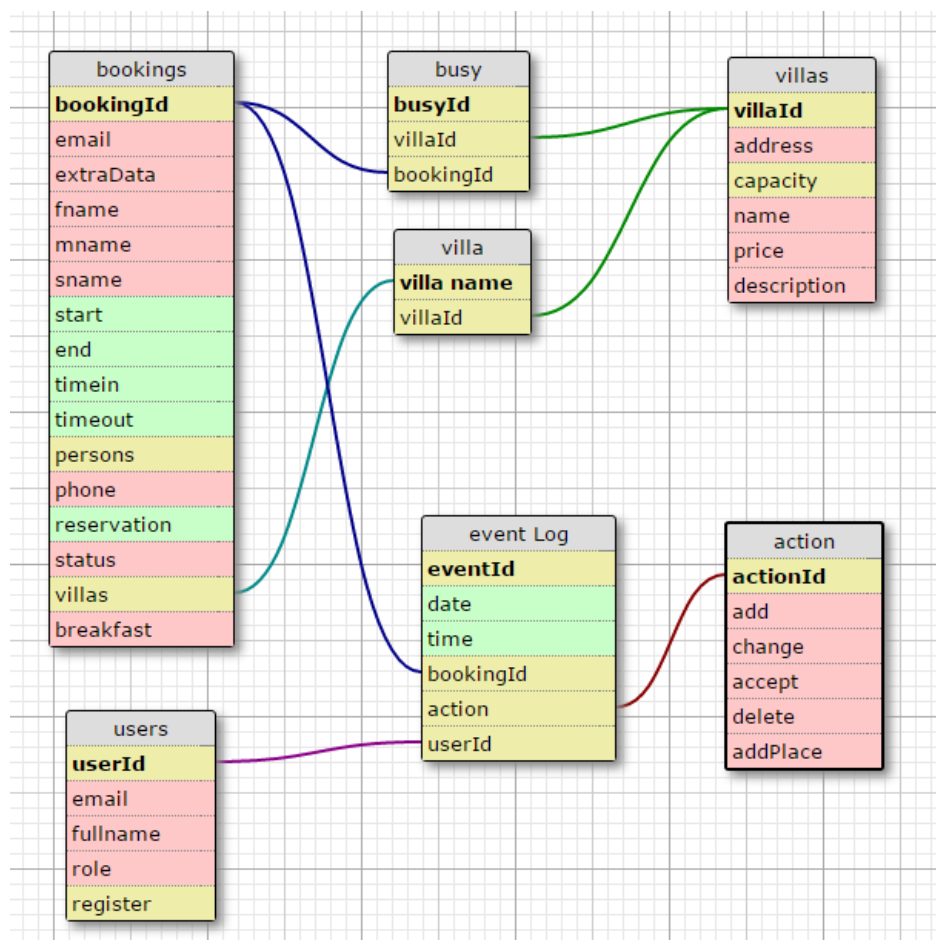 bookings
bookingId
email
extraData
fname
mname
sname
start
end
timein
timeout
persons
phone
reservation
status
villas
breakfast
busy
busyId
villaId
bookingId
villas
villaId
address
capacity
name
price
description
villa
villa name
villaId
event Log
eventId
date
time
bookingId
action
userId
action
actionId
add
change
accept
delete
addPlace
users
userId
email
fullname
role
register